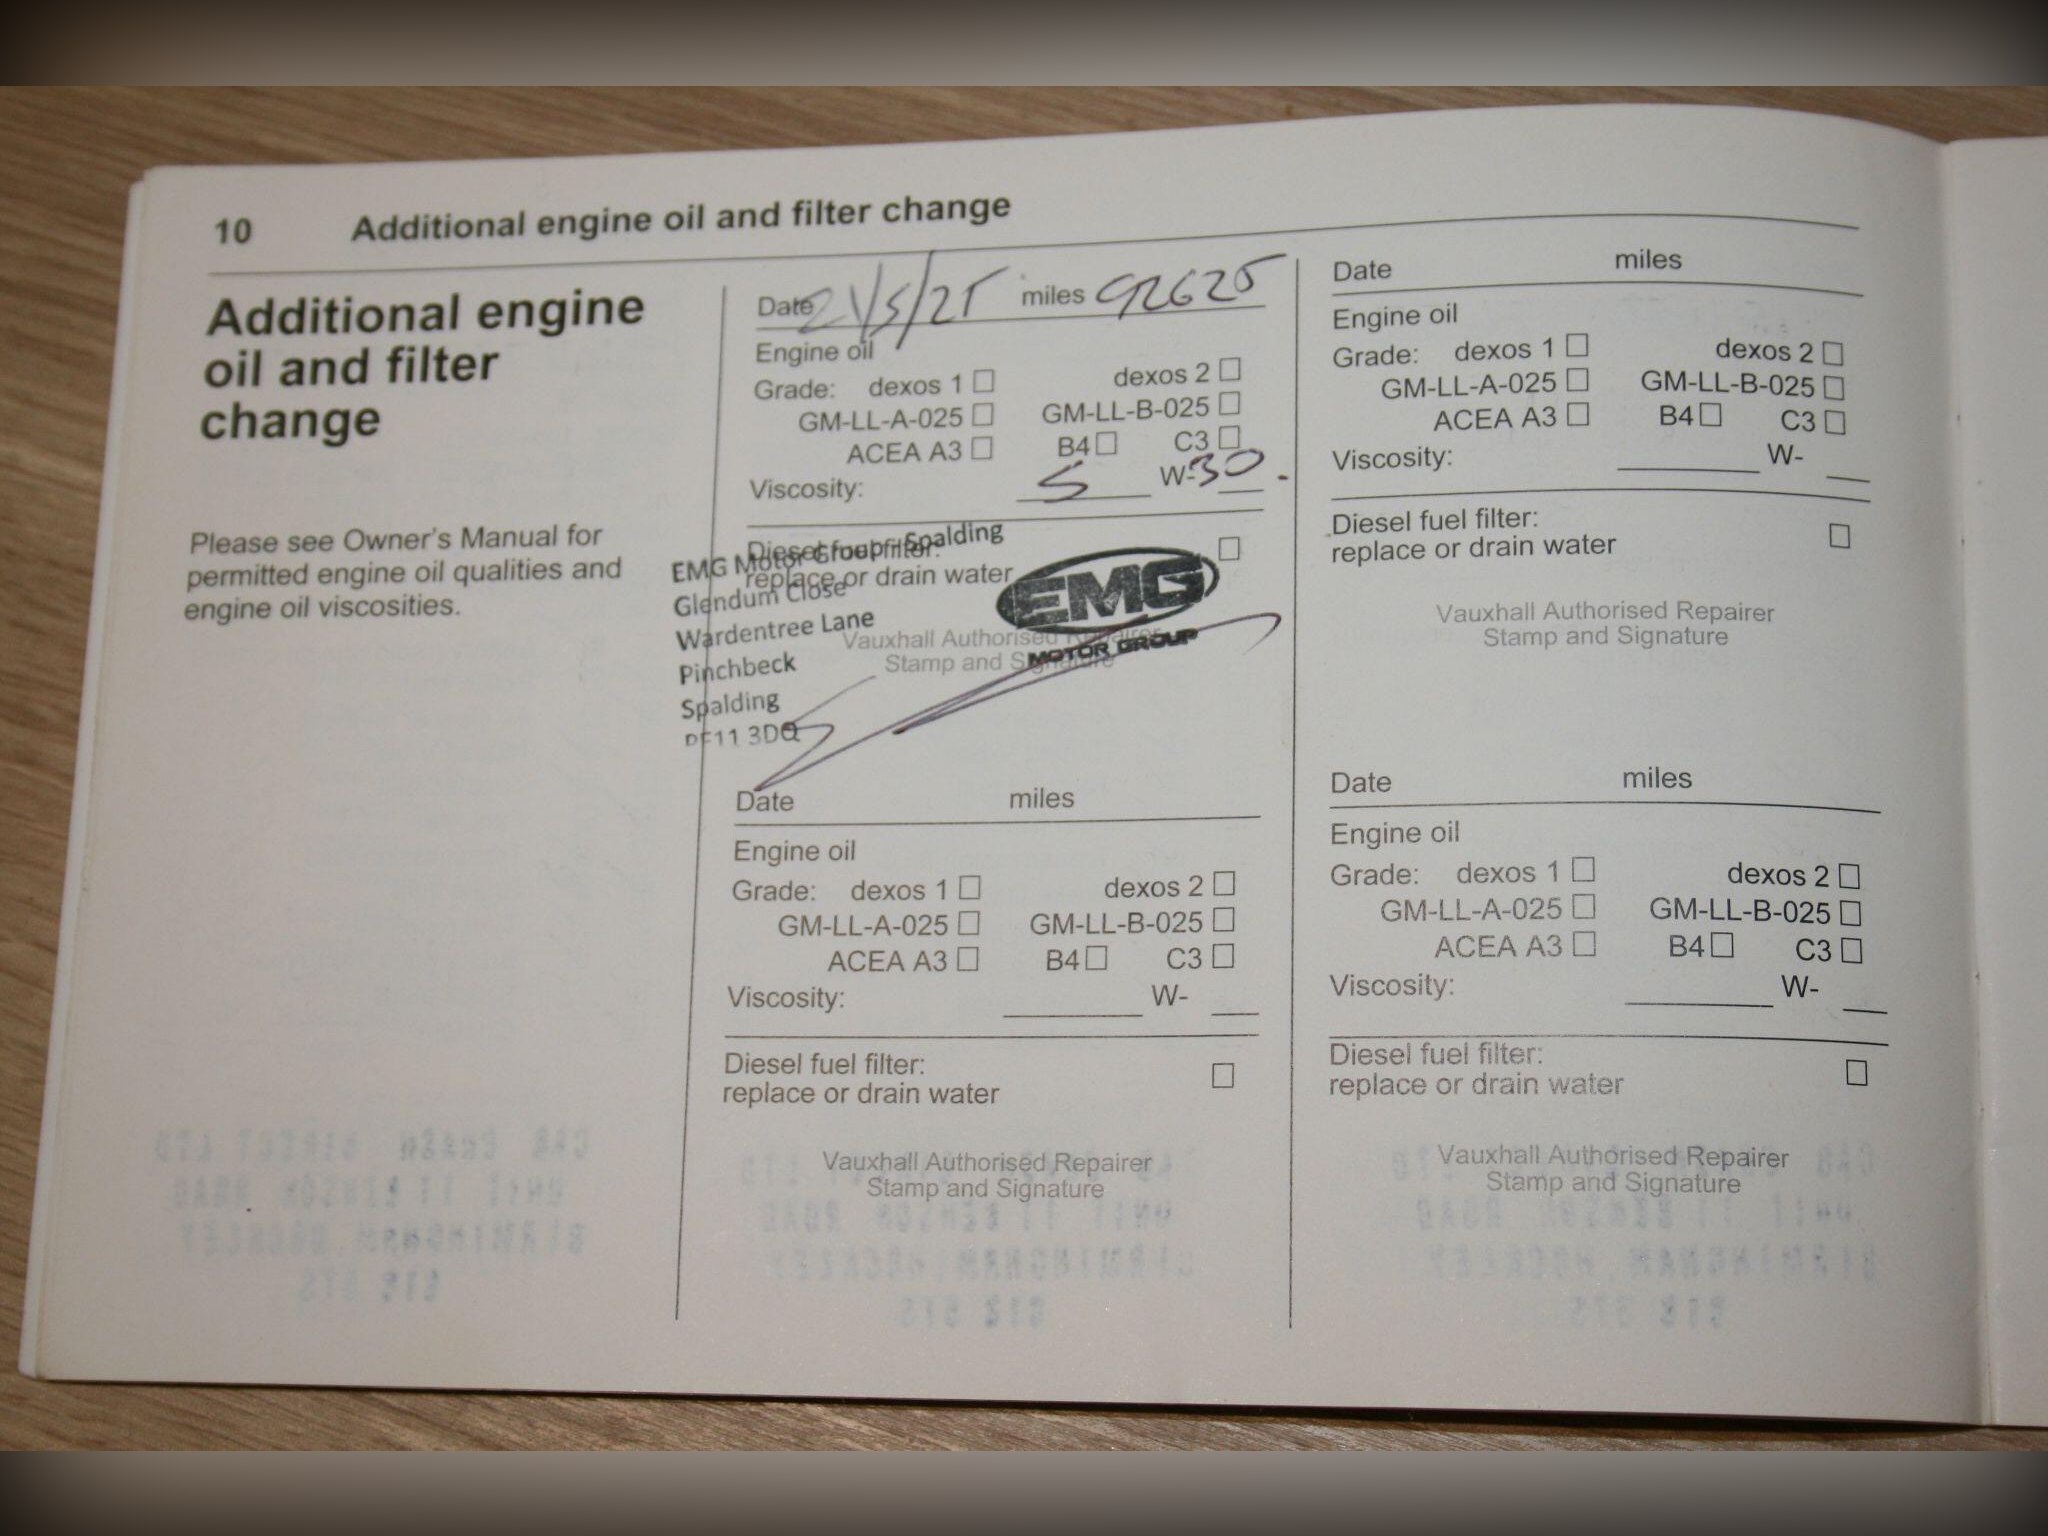 10 Additional engine oil and filter change
Additional engine
oil and filter
change
Please see Owner's Manual for
permitted engine oil qualities and
engine oil viscosities.
Date 21/5/25 miles 92625
Engine oil
Grade: dexos 1 dexos 2
GM-LL-A-025 GM-LL-B-025
ACEA A3 B4 C3
Viscosity: 5 W-30.
Diesel fuel filter:
replace or drain water
EMG Motor Group - Spalding
Glendum Close
Wardentree Lane
Pinchbeck
Spalding
PE11 3DQ
EMG
MOTOR GROUP
Vauxhall Authorised Repairer
Stamp and Signature
Date miles
Engine oil
Grade: dexos 1 dexos 2
GM-LL-A-025 GM-LL-B-025
ACEA A3 B4 C3
Viscosity: W-
Diesel fuel filter:
replace or drain water
Vauxhall Authorised Repairer
Stamp and Signature
Date miles
Engine oil
Grade: dexos 1 dexos 2
GM-LL-A-025 GM-LL-B-025
ACEA A3 B4 C3
Viscosity: W-
Diesel fuel filter:
replace or drain water
Vauxhall Authorised Repairer
Stamp and Signature
Date miles
Engine oil
Grade: dexos 1 dexos 2
GM-LL-A-025 GM-LL-B-025
ACEA A3 B4 C3
Viscosity: W-
Diesel fuel filter:
replace or drain water
Vauxhall Authorised Repairer
Stamp and Signature